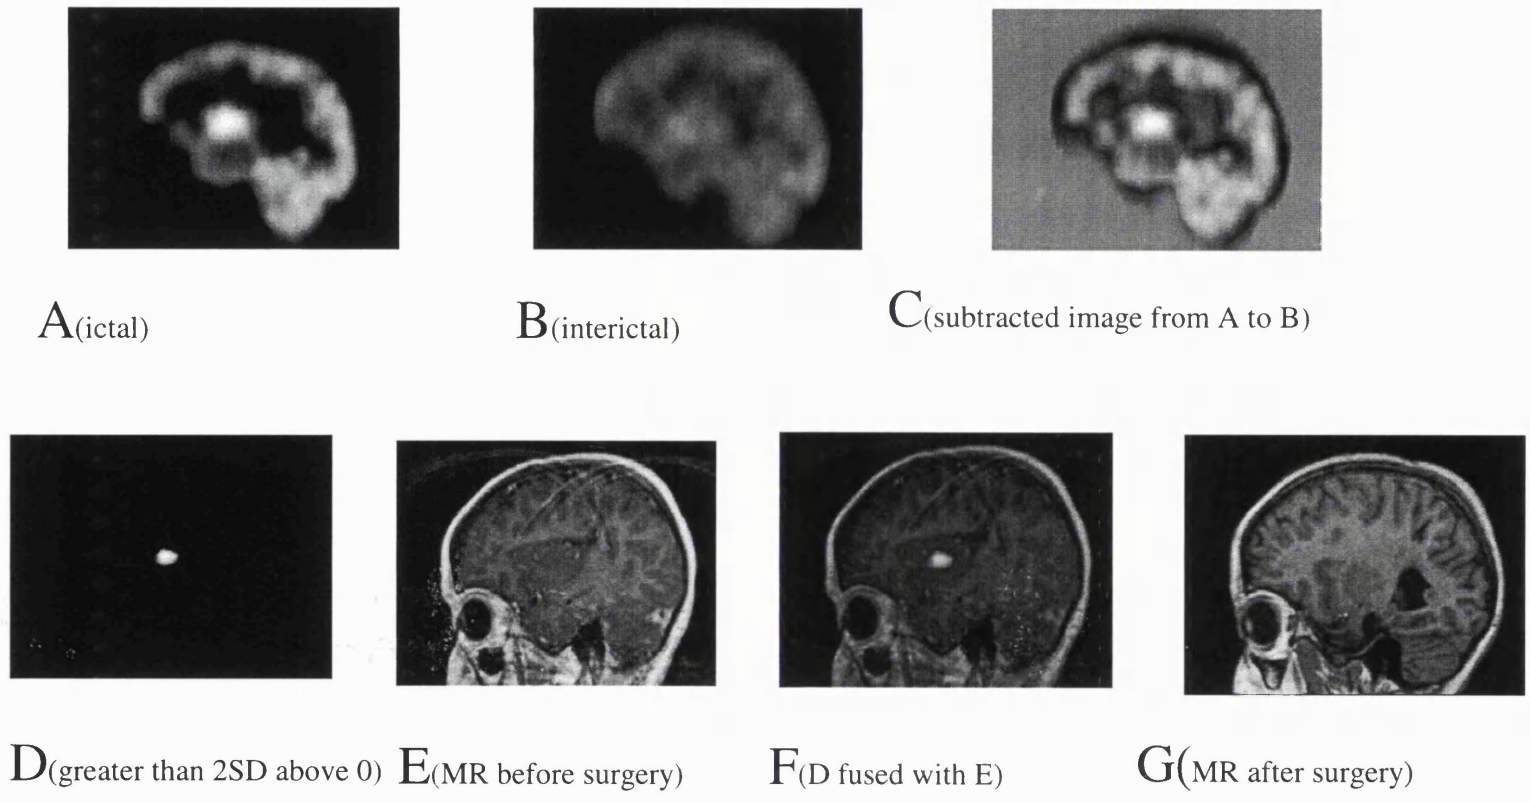 A(ictal)
B(interictal)
C(subtracted image from A to B)
D(greater than 2SD above 0)
E(MR before surgery)
F(D fused with E)
G(MR after surgery)